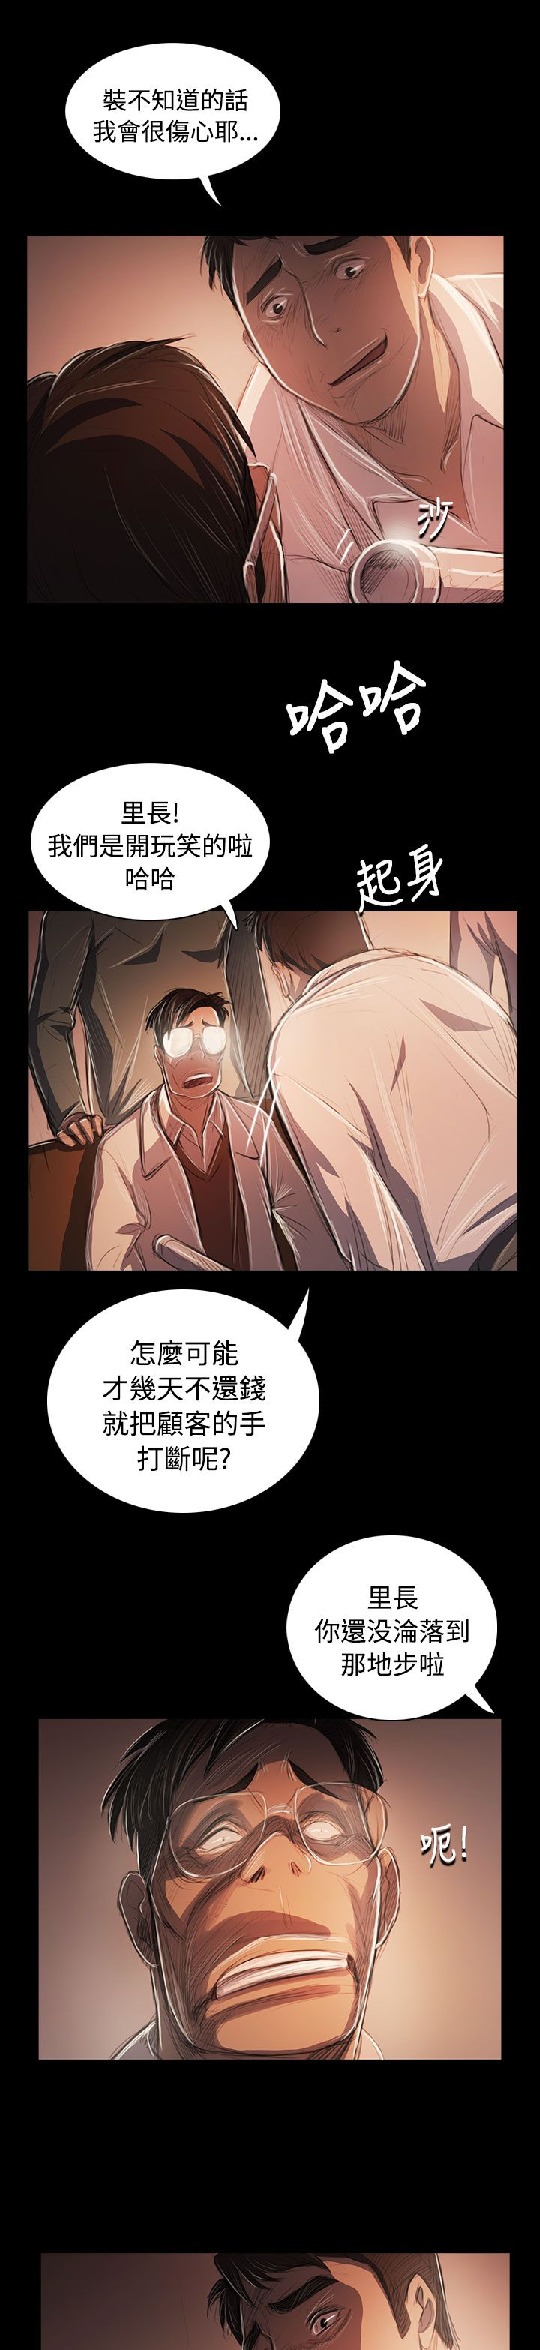 裝不知道的話
我會很傷心耶...
沙
哈哈
里長!
我們是開玩笑的啦
哈哈
起身
怎麼可能
才幾天不還錢
就把顧客的手
打斷呢?
里長
你還没淪落到
那地步啦
呃!